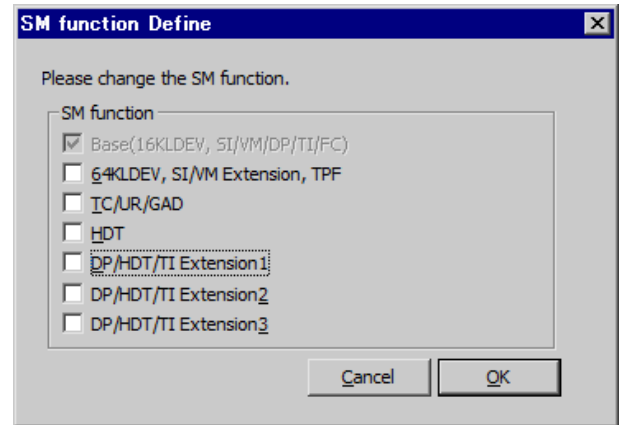 SM function Define
Please change the SM function.
SM function
Base(16KLDEV, SI/VM/DP/TI/FC)
64KLDEV, SI/VM Extension, TPF
TC/UR/GAD
HDT
DP/HDT/TI Extension1
DP/HDT/TI Extension2
DP/HDT/TI Extension3
Cancel OK